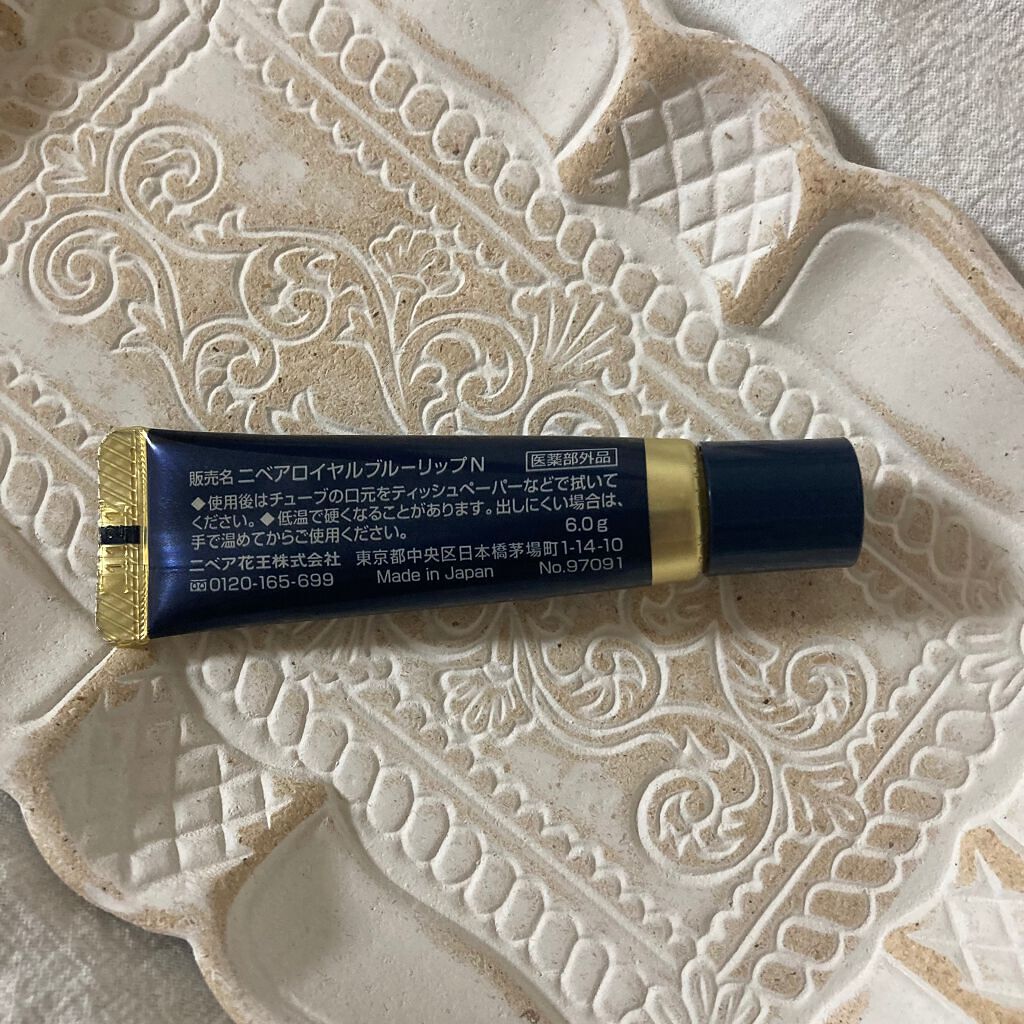 販売名 ニベアロイヤルブルーリップN 医薬部外品
◆使用後はチューブの口元をティッシュペーパーなどで拭いて
ください。◆低温で硬くなることがあります。出しにくい場合は、
手で温めてからご使用ください。 6.0g
ニベア花王株式会社 東京都中央区日本橋茅場町1-14-10
0120-165-699 Made in Japan No.97091